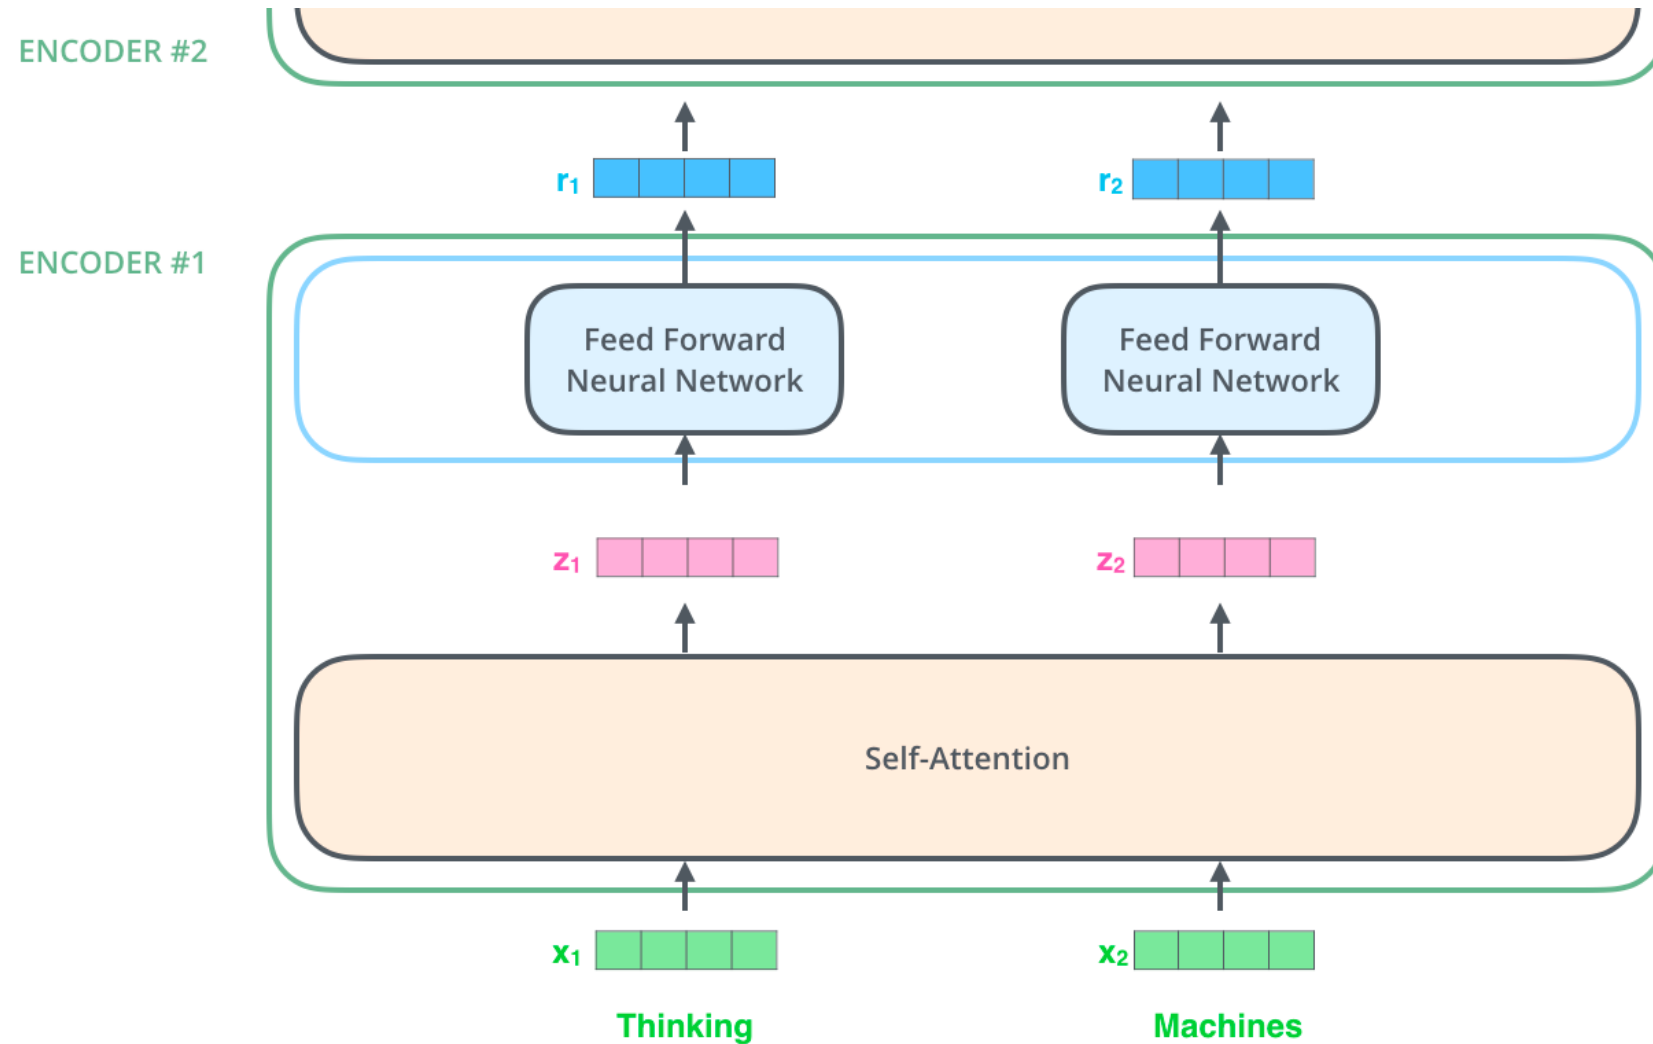 ENCODER #2
r₁ r₂
ENCODER #1
Feed Forward
Neural Network
Feed Forward
Neural Network
z₁ z₂
Self-Attention
x₁ x₂
Thinking Machines